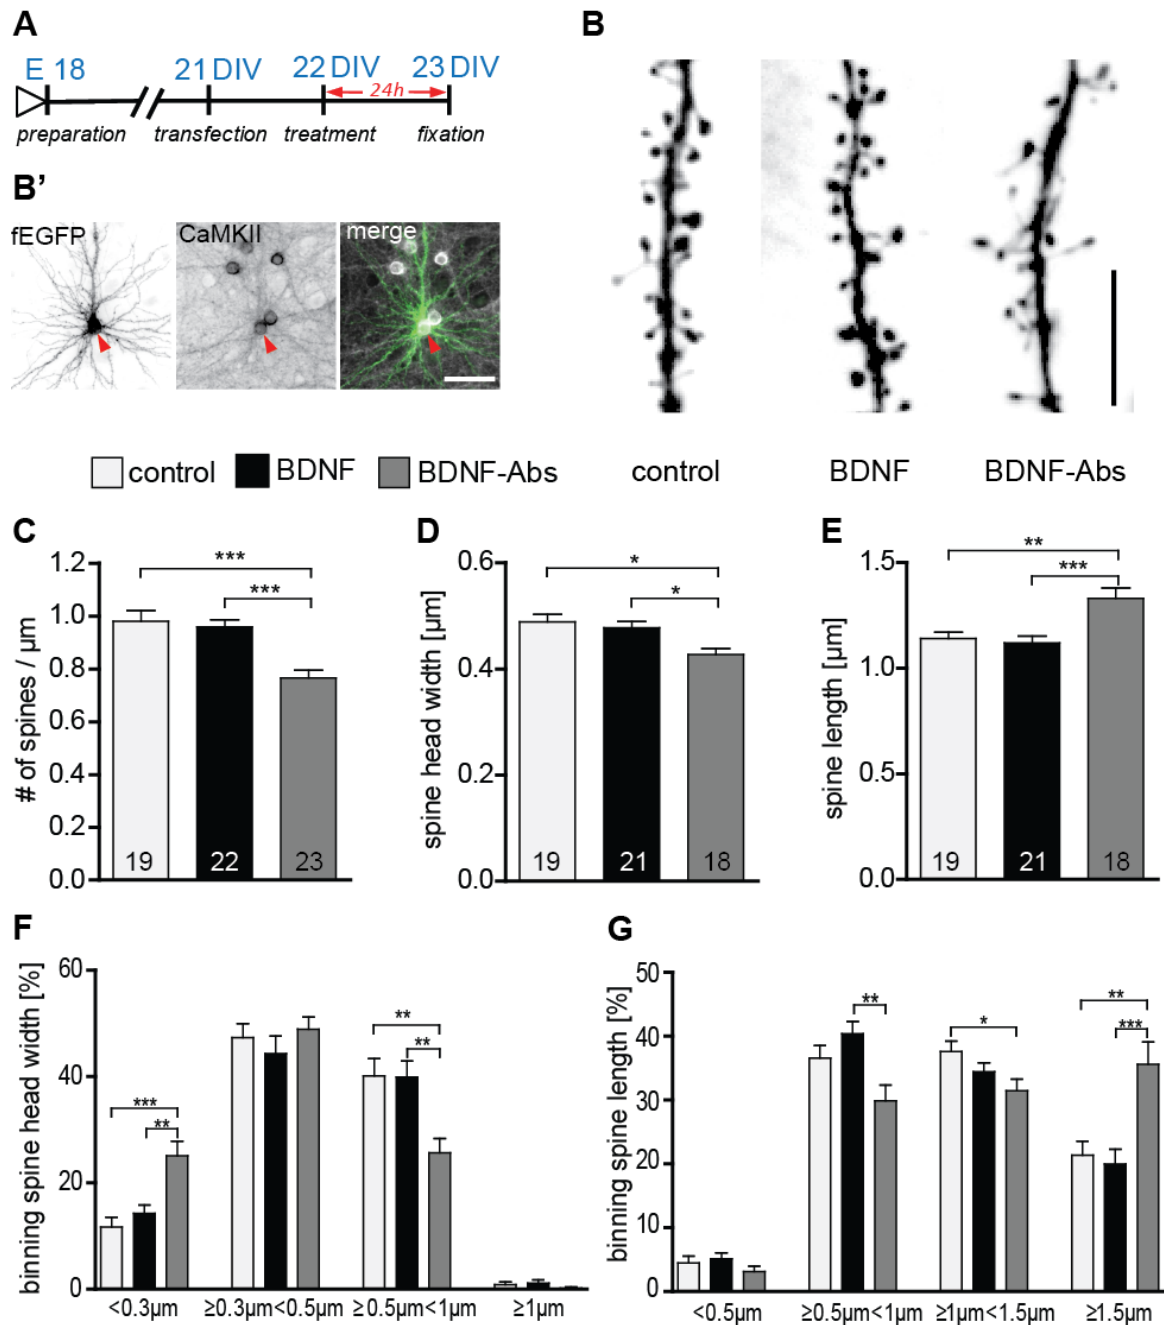 A
E 18
21 DIV
22 DIV
23 DIV
24h
preparation
transfection
treatment
fixation
B'
fEGFP
CaMKII
merge
B
control
BDNF
BDNF-Abs
control
BDNF
BDNF-Abs
C
# of spines / µm
1.2
1.0
0.8
0.6
0.4
0.2
0.0
***
***
19
22
23
D
spine head width [µm]
0.6
0.4
0.2
0.0
*
*
19
21
18
E
spine length [µm]
1.5
1.0
0.5
0.0
**
***
19
21
18
F
binning spine head width [%]
60
40
20
0
***
**
**
**
<0.3µm
≥0.3µm<0.5µm
≥0.5µm<1µm
≥1µm
G
binning spine length [%]
50
40
30
20
10
0
**
*
**
***
<0.5µm
≥0.5µm<1µm
≥1µm<1.5µm
≥1.5µm